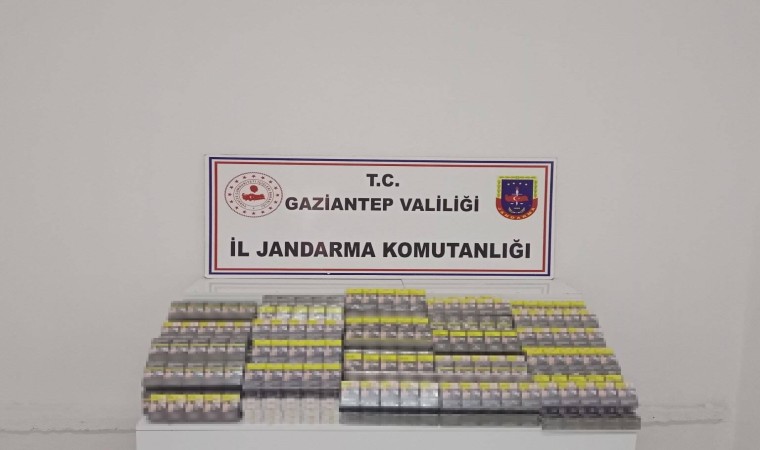 T.C.
GAZİANTEP VALİLİĞİ
İL JANDARMA KOMUTANLIĞI